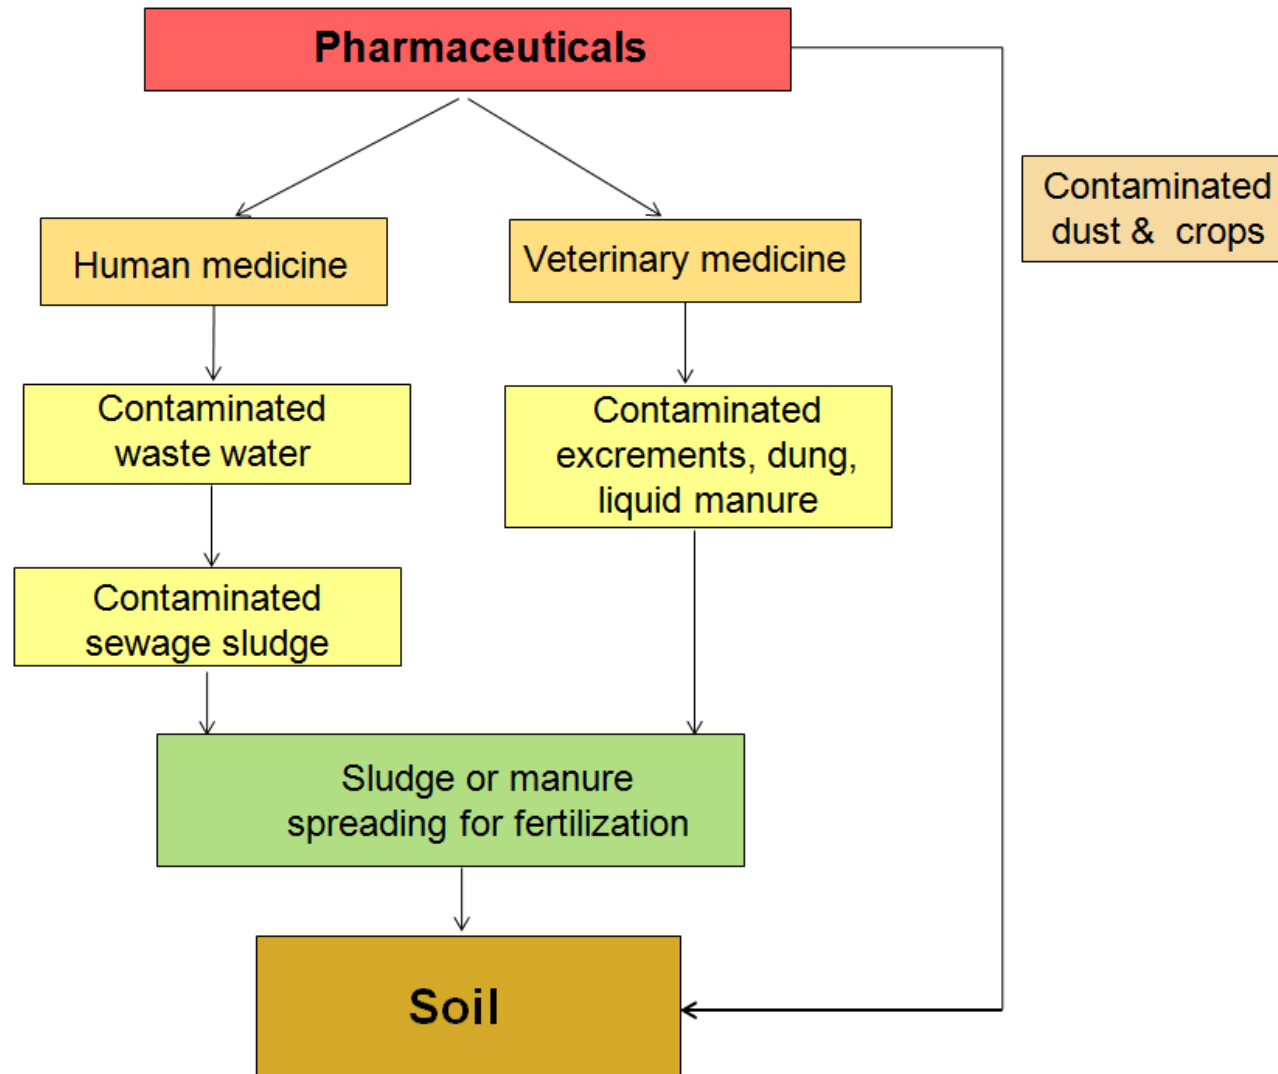 Pharmaceuticals
Contaminated
dust & crops
Human medicine
Veterinary medicine
Contaminated
waste water
Contaminated
excrements, dung,
liquid manure
Contaminated
sewage sludge
Sludge or manure
spreading for fertilization
Soil